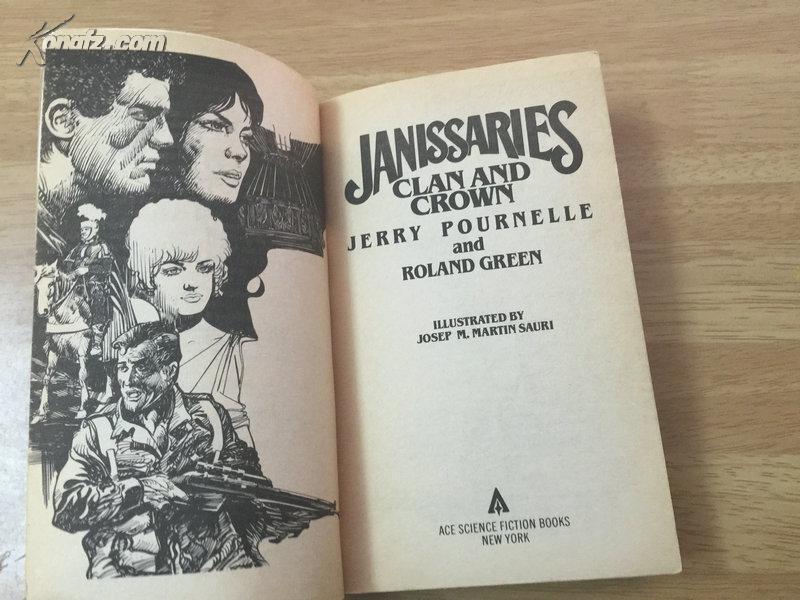 Kongfz.com
JANISSARIES
CLAN AND
CROWN
JERRY POURNELLE
and
ROLAND GREEN
ILLUSTRATED BY
JOSEP M. MARTIN SAURI
ACE SCIENCE FICTION BOOKS
NEW YORK